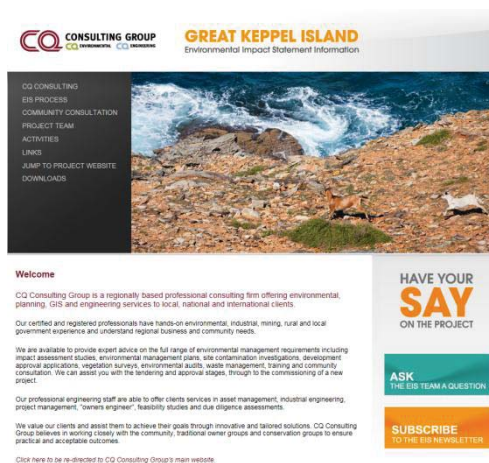 CQ CONSULTING GROUP
CQ ENVIRONMENTAL CQ ENGINEERING
GREAT KEPPEL ISLAND
Environmental Impact Statement Information
CQ CONSULTING
EIS PROCESS
COMMUNITY CONSULTATION
PROJECT TEAM
ACTIVITIES
LINKS
JUMP TO PROJECT WEBSITE
DOWNLOADS
Welcome
CQ Consulting Group is a regionally based professional consulting firm offering environmental,
planning, GIS and engineering services to local, national and international clients.
Our certified and registered professionals have hands-on environmental, industrial, mining, rural and local
government experience and understand regional business and community needs.
We are available to provide expert advice on the full range of environmental management requirements including
impact assessment studies, environmental management plans, site contamination investigations, development
approval applications, vegetation surveys, environmental audits, waste management, training and community
consultation. We can assist you with the tendering and approval stages, through to the commissioning of a new
project.
Our professional engineering staff are able to offer clients services in asset management, industrial engineering,
project management, "owners engineer", feasibility studies and due diligence assessments.
We value our clients and assist them to achieve their goals through innovative and tailored solutions. CQ Consulting
Group believes in working closely with the community, traditional owner groups and conservation groups to ensure
practical and acceptable outcomes.
Click here to be re-directed to CQ Consulting Group's main website.
HAVE YOUR
SAY
ON THE PROJECT
ASK
THE EIS TEAM A QUESTION
SUBSCRIBE
TO THE EIS NEWSLETTER